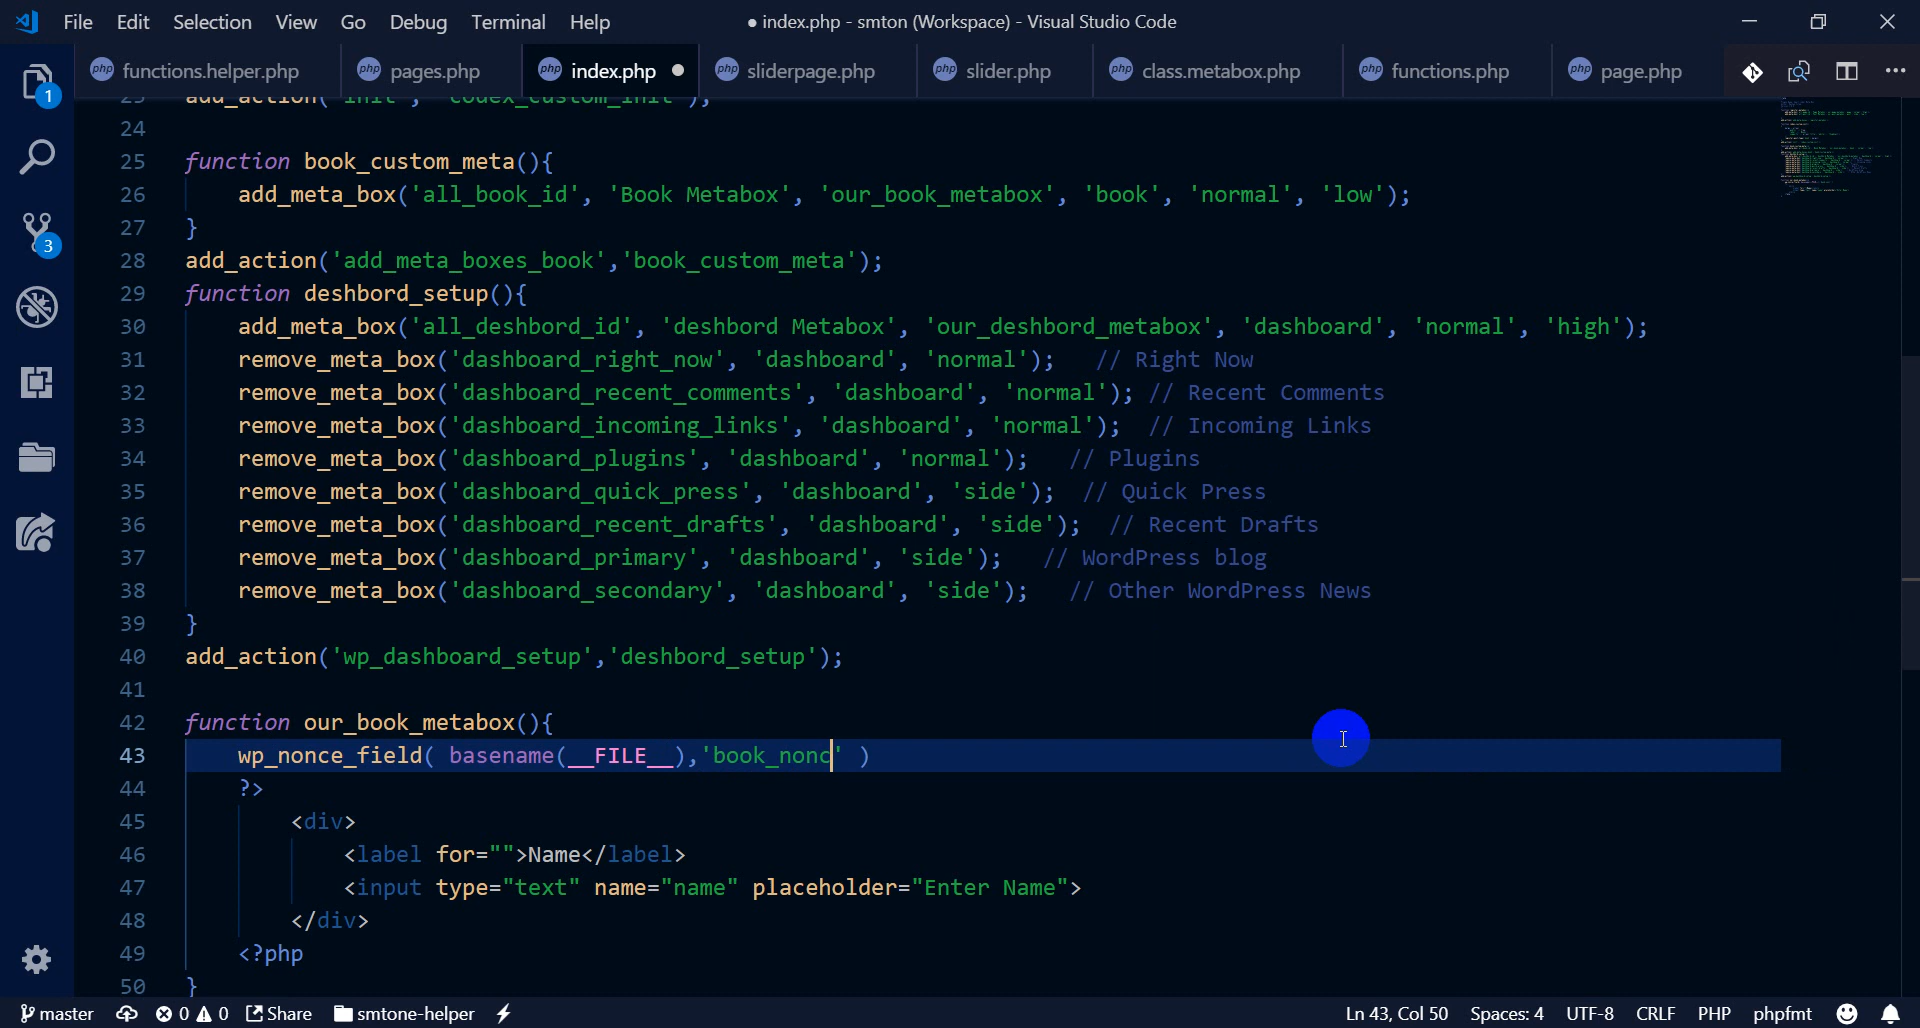 File Edit Selection View Go Debug Terminal Help ● index.php - smton (Workspace) - Visual Studio Code
functions.helper.php pages.php index.php ● sliderpage.php slider.php class.metabox.php functions.php page.php
23 add_action('init', 'codex_custom_init');
24
25 function book_custom_meta(){
26 add_meta_box('all_book_id', 'Book Metabox', 'our_book_metabox', 'book', 'normal', 'low');
27 }
28 add_action('add_meta_boxes_book','book_custom_meta');
29 function deshbord_setup(){
30 add_meta_box('all_deshbord_id', 'deshbord Metabox', 'our_deshbord_metabox', 'dashboard', 'normal', 'high');
31 remove_meta_box('dashboard_right_now', 'dashboard', 'normal'); // Right Now
32 remove_meta_box('dashboard_recent_comments', 'dashboard', 'normal'); // Recent Comments
33 remove_meta_box('dashboard_incoming_links', 'dashboard', 'normal'); // Incoming Links
34 remove_meta_box('dashboard_plugins', 'dashboard', 'normal'); // Plugins
35 remove_meta_box('dashboard_quick_press', 'dashboard', 'side'); // Quick Press
36 remove_meta_box('dashboard_recent_drafts', 'dashboard', 'side'); // Recent Drafts
37 remove_meta_box('dashboard_primary', 'dashboard', 'side'); // WordPress blog
38 remove_meta_box('dashboard_secondary', 'dashboard', 'side'); // Other WordPress News
39 }
40 add_action('wp_dashboard_setup','deshbord_setup');
41
42 function our_book_metabox(){
43 wp_nonce_field( basename(__FILE__),'book_nonc' )
44 ?>
45 <div>
46 <label for="">Name</label>
47 <input type="text" name="name" placeholder="Enter Name">
48 </div>
49 <?php
50 }
1
3
master 0 0 Share smtone-helper Ln 43, Col 50 Spaces: 4 UTF-8 CRLF PHP phpfmt